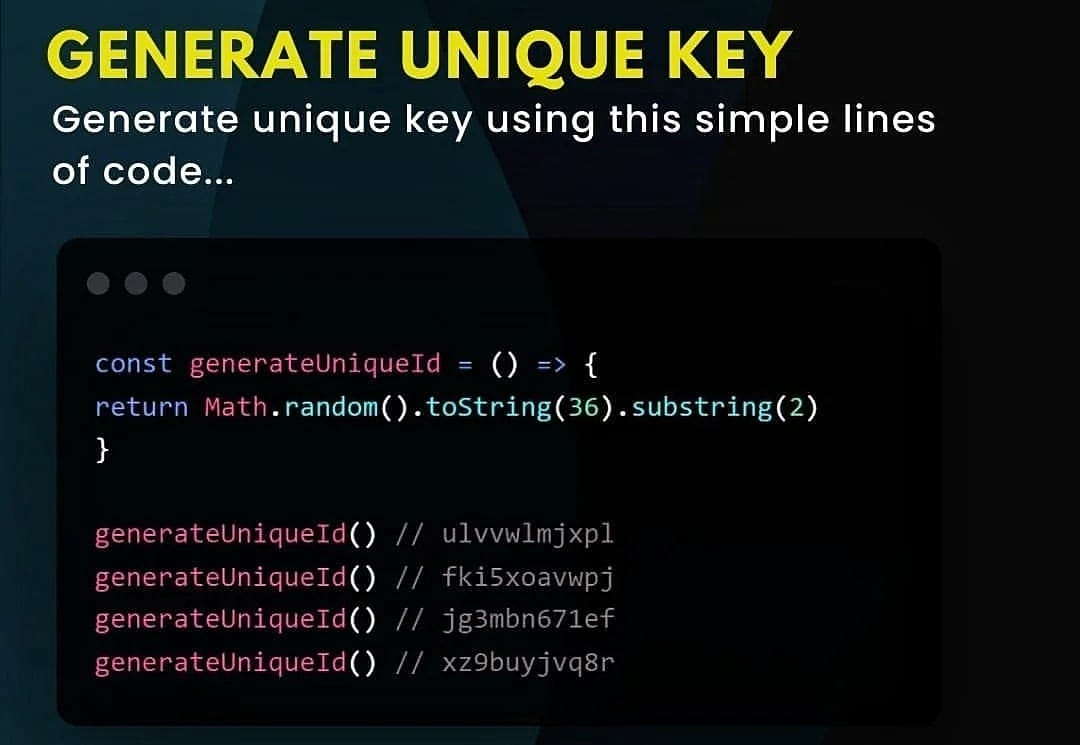 GENERATE UNIQUE KEY
Generate unique key using this simple lines
of code...
const generateUniqueId = () => {
return Math.random().toString(36).substring(2)
}
generateUniqueId() // ulvvwlmjxpl
generateUniqueId() // fki5xoavwpj
generateUniqueId() // jg3mbn671ef
generateUniqueId() // xz9buyjvq8r